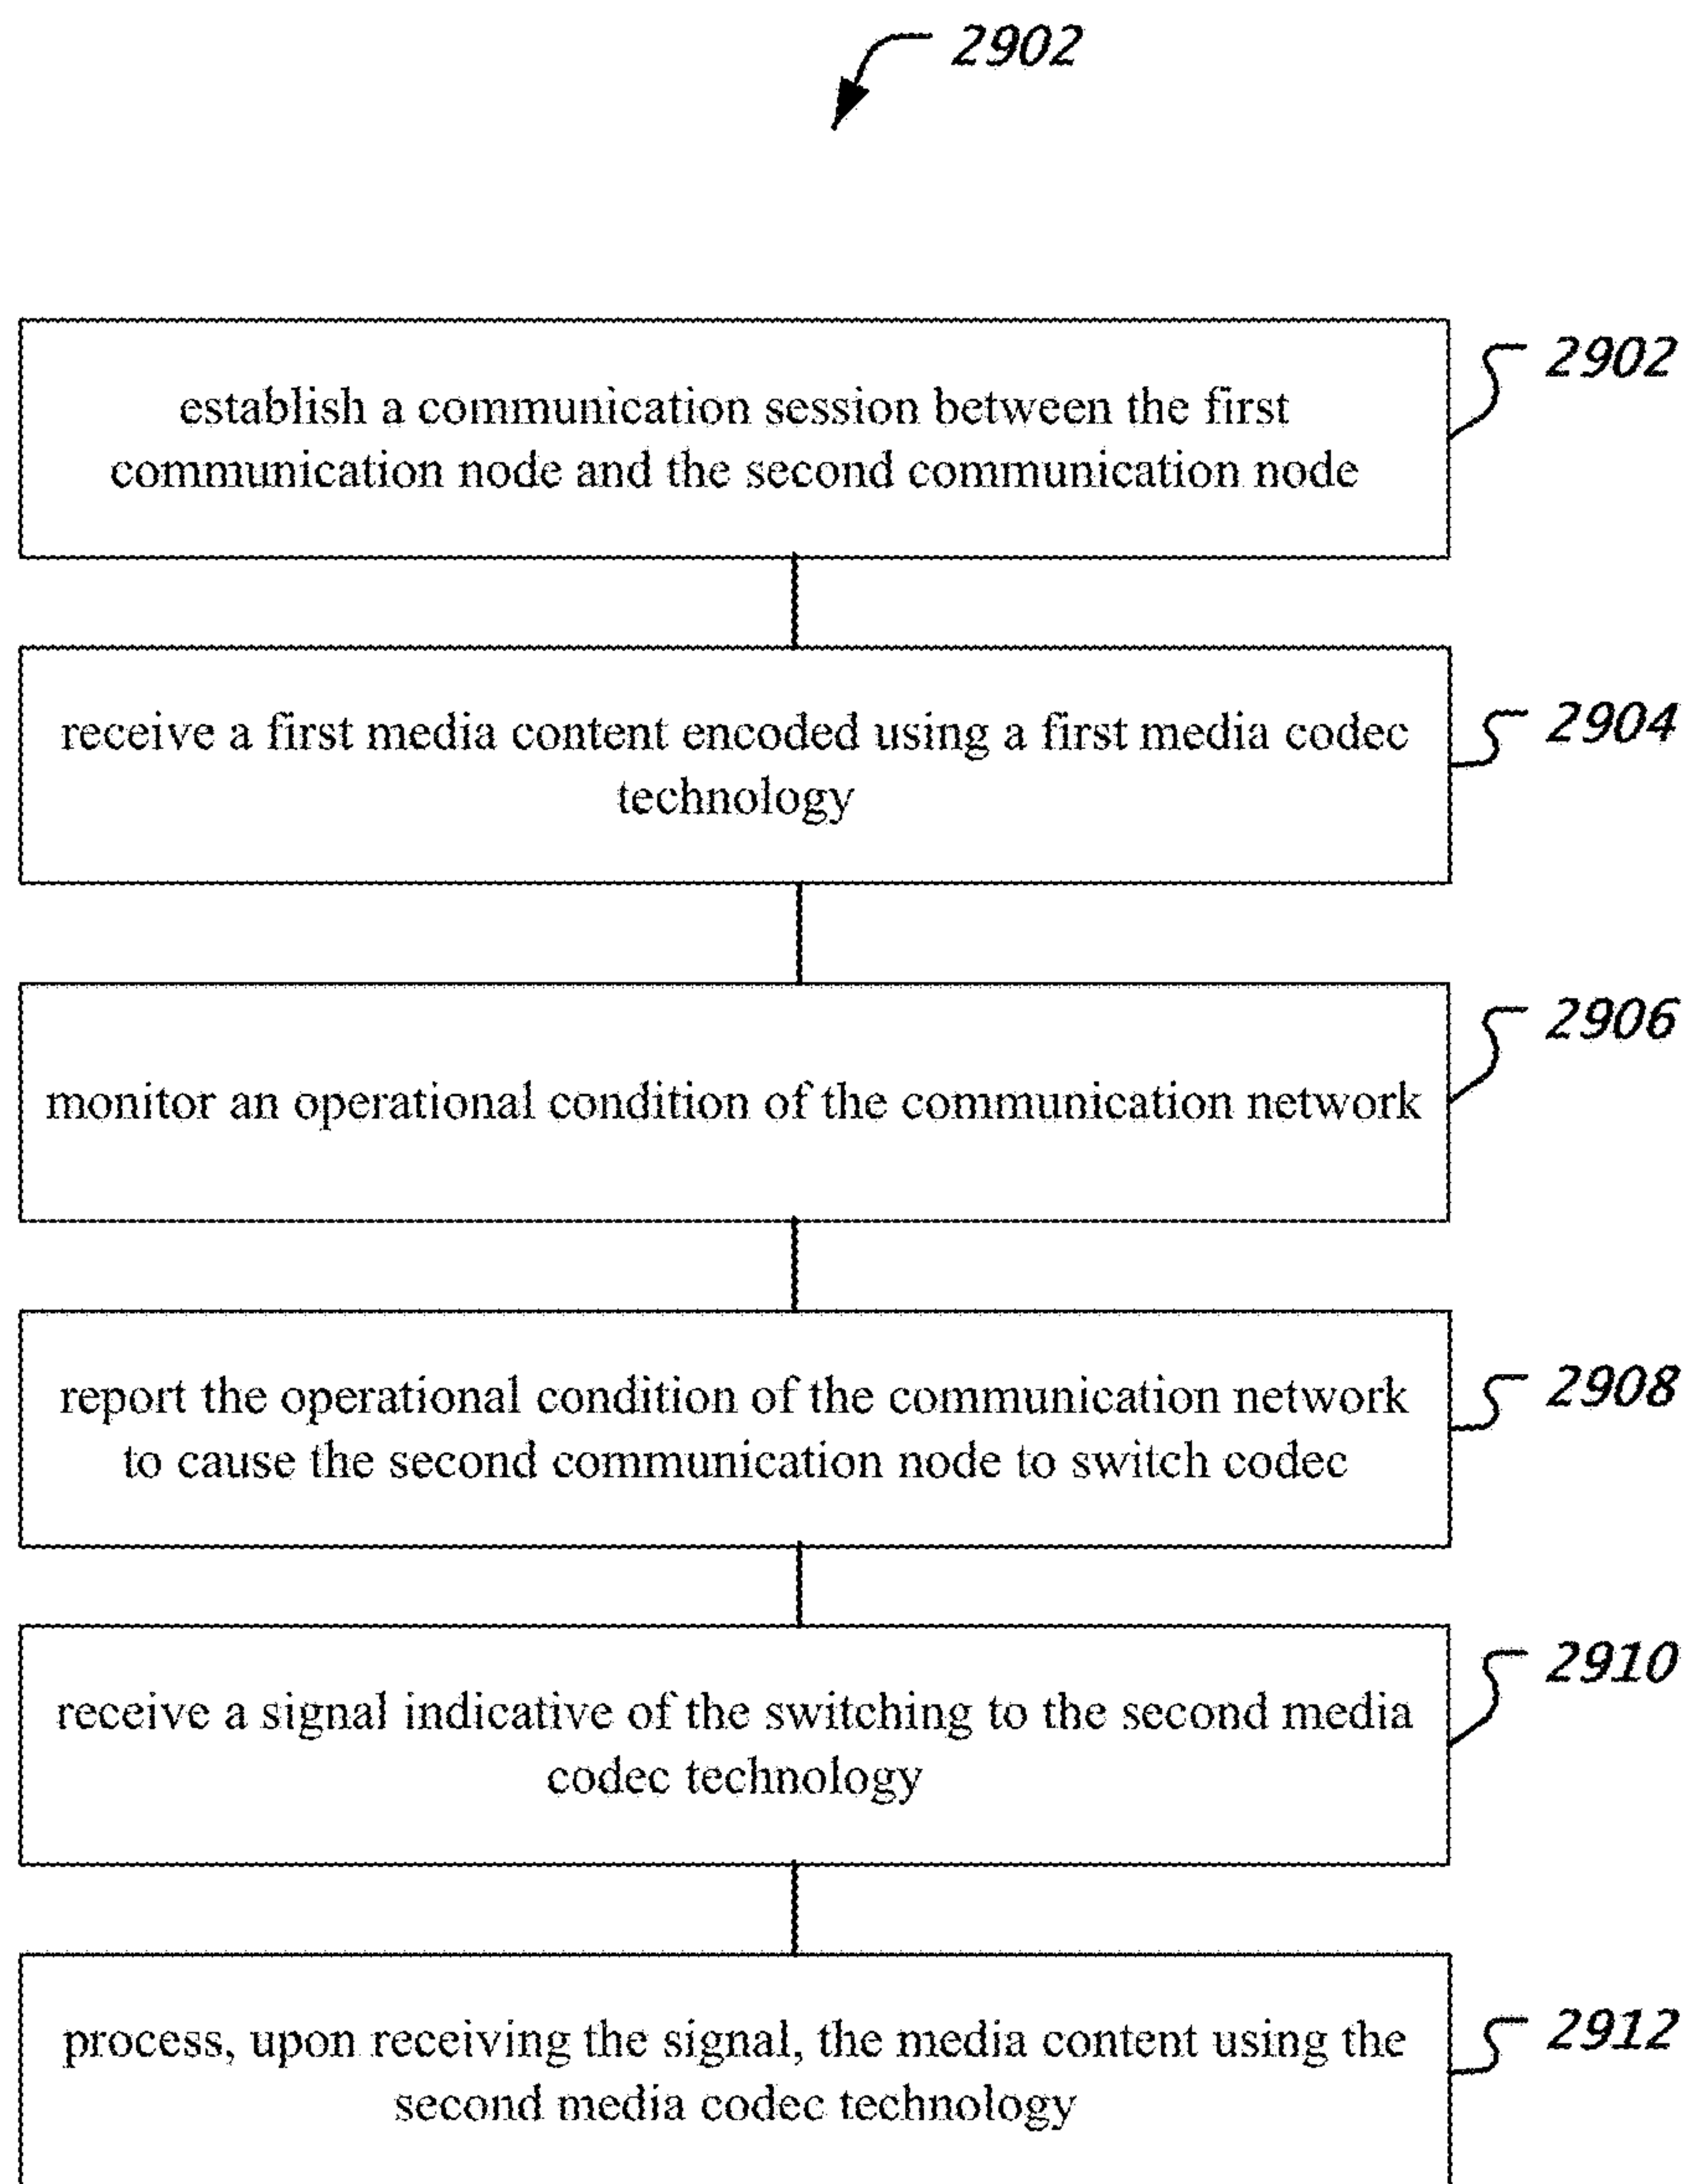 2902
establish a communication session between the first
communication node and the second communication node
2902
receive a first media content encoded using a first media codec
technology
2904
monitor an operational condition of the communication network
2906
report the operational condition of the communication network
to cause the second communication node to switch codec
2908
receive a signal indicative of the switching to the second media
codec technology
2910
process, upon receiving the signal, the media content using the
second media codec technology
2912